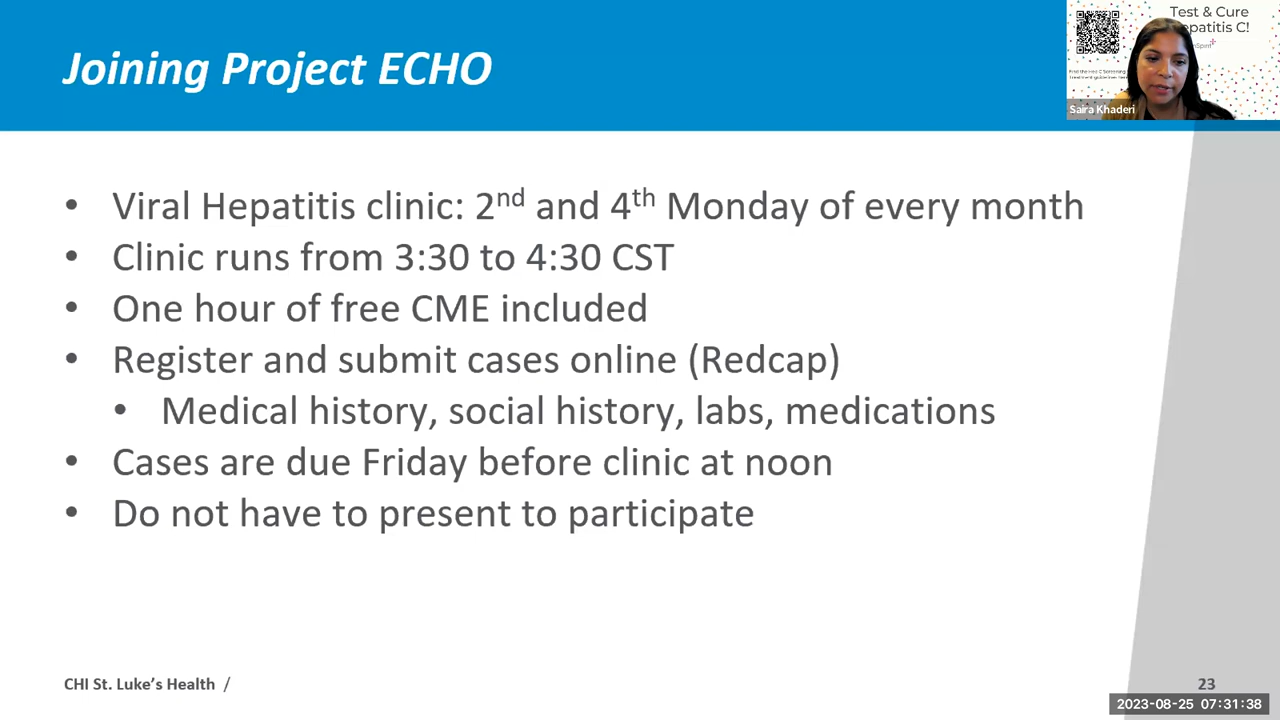 Joining Project ECHO
Test & Cure
epatitis C!
Saira Khaderi
• Viral Hepatitis clinic: 2nd and 4th Monday of every month
• Clinic runs from 3:30 to 4:30 CST
• One hour of free CME included
• Register and submit cases online (Redcap)
• Medical history, social history, labs, medications
• Cases are due Friday before clinic at noon
• Do not have to present to participate
CHI St. Luke’s Health /
23
2023-08-25 07:31:38